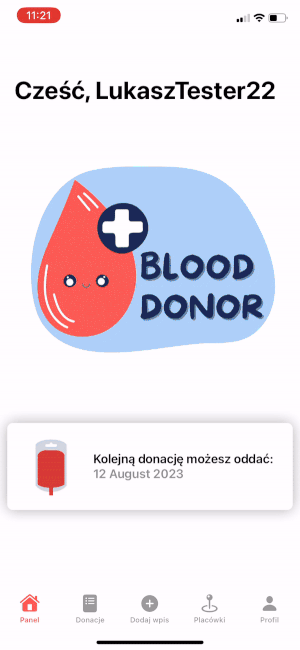 11:21
Cześć, LukaszTester22
BLOOD
DONOR
Kolejną donację możesz oddać:
12 August 2023
Panel
Donacje
Dodaj wpis
Placówki
Profil